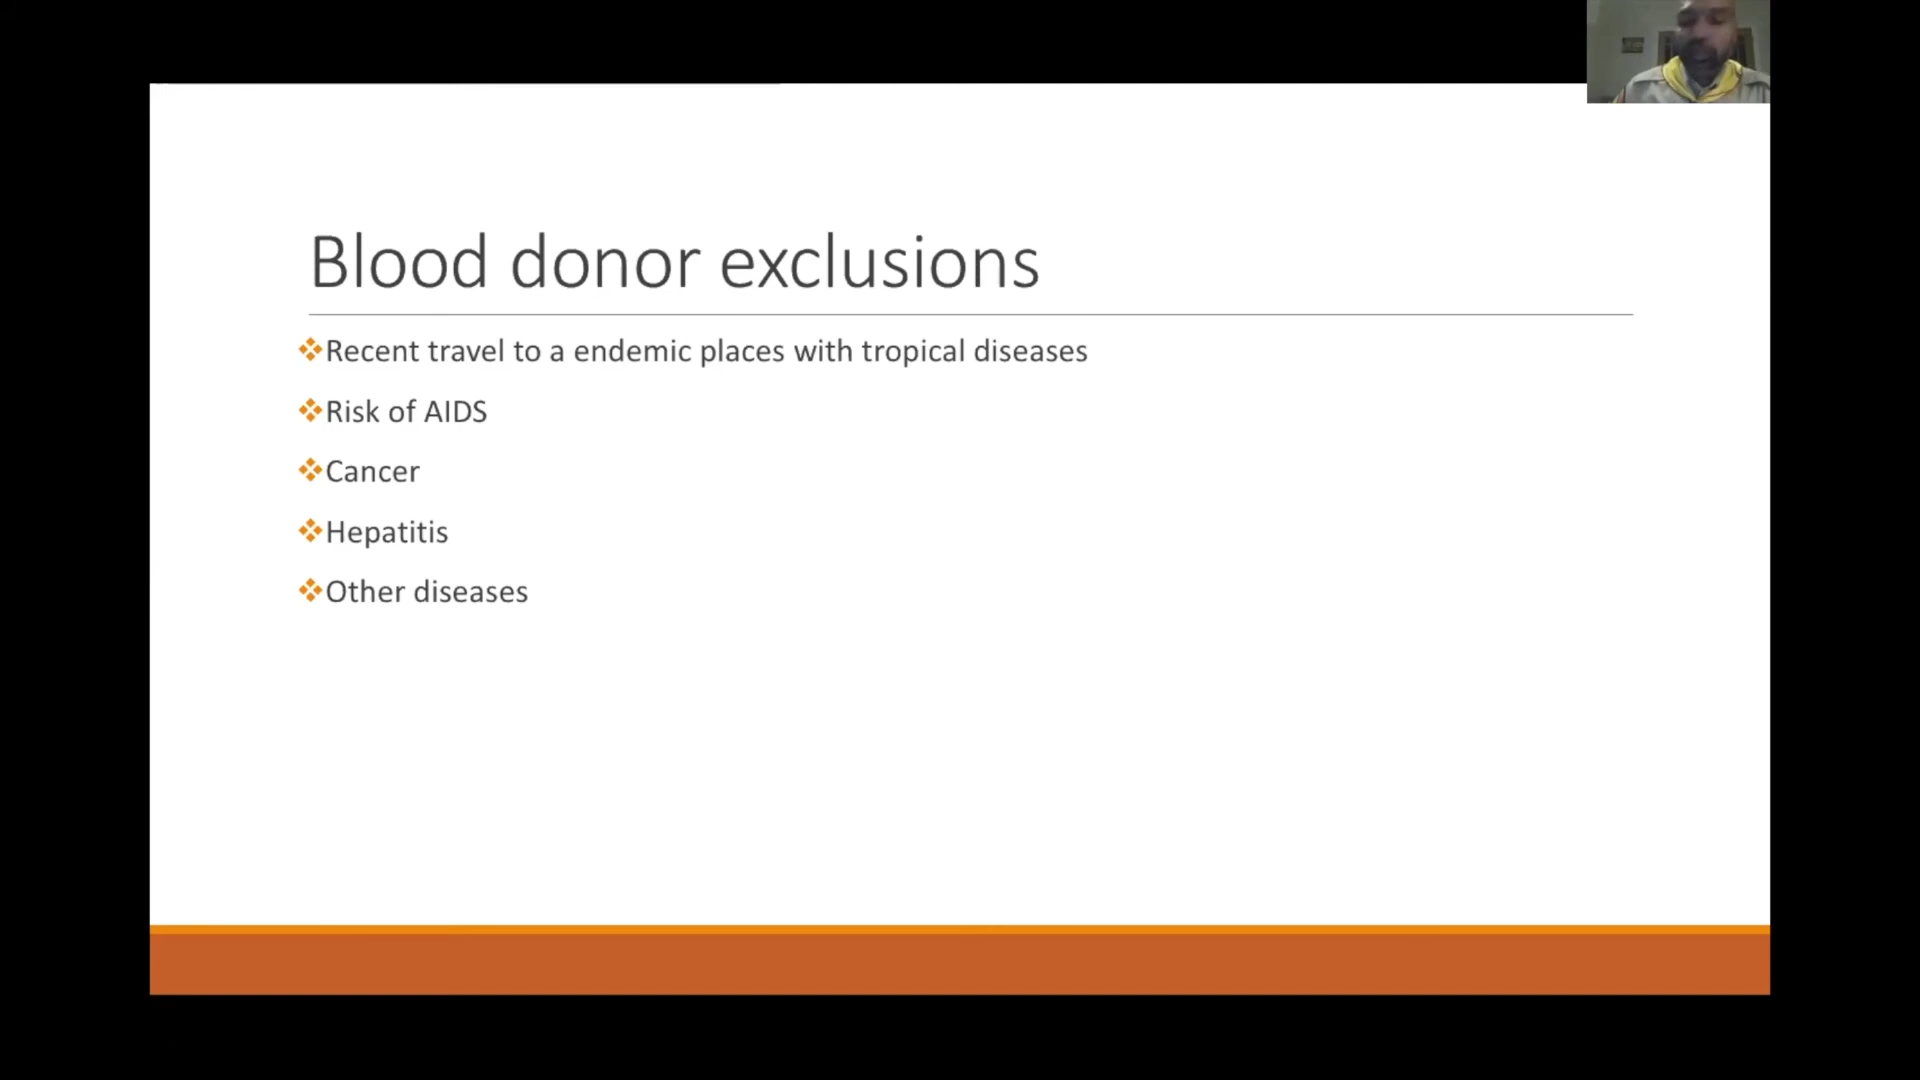 Blood donor exclusions
Recent travel to a endemic places with tropical diseases
Risk of AIDS
Cancer
Hepatitis
Other diseases